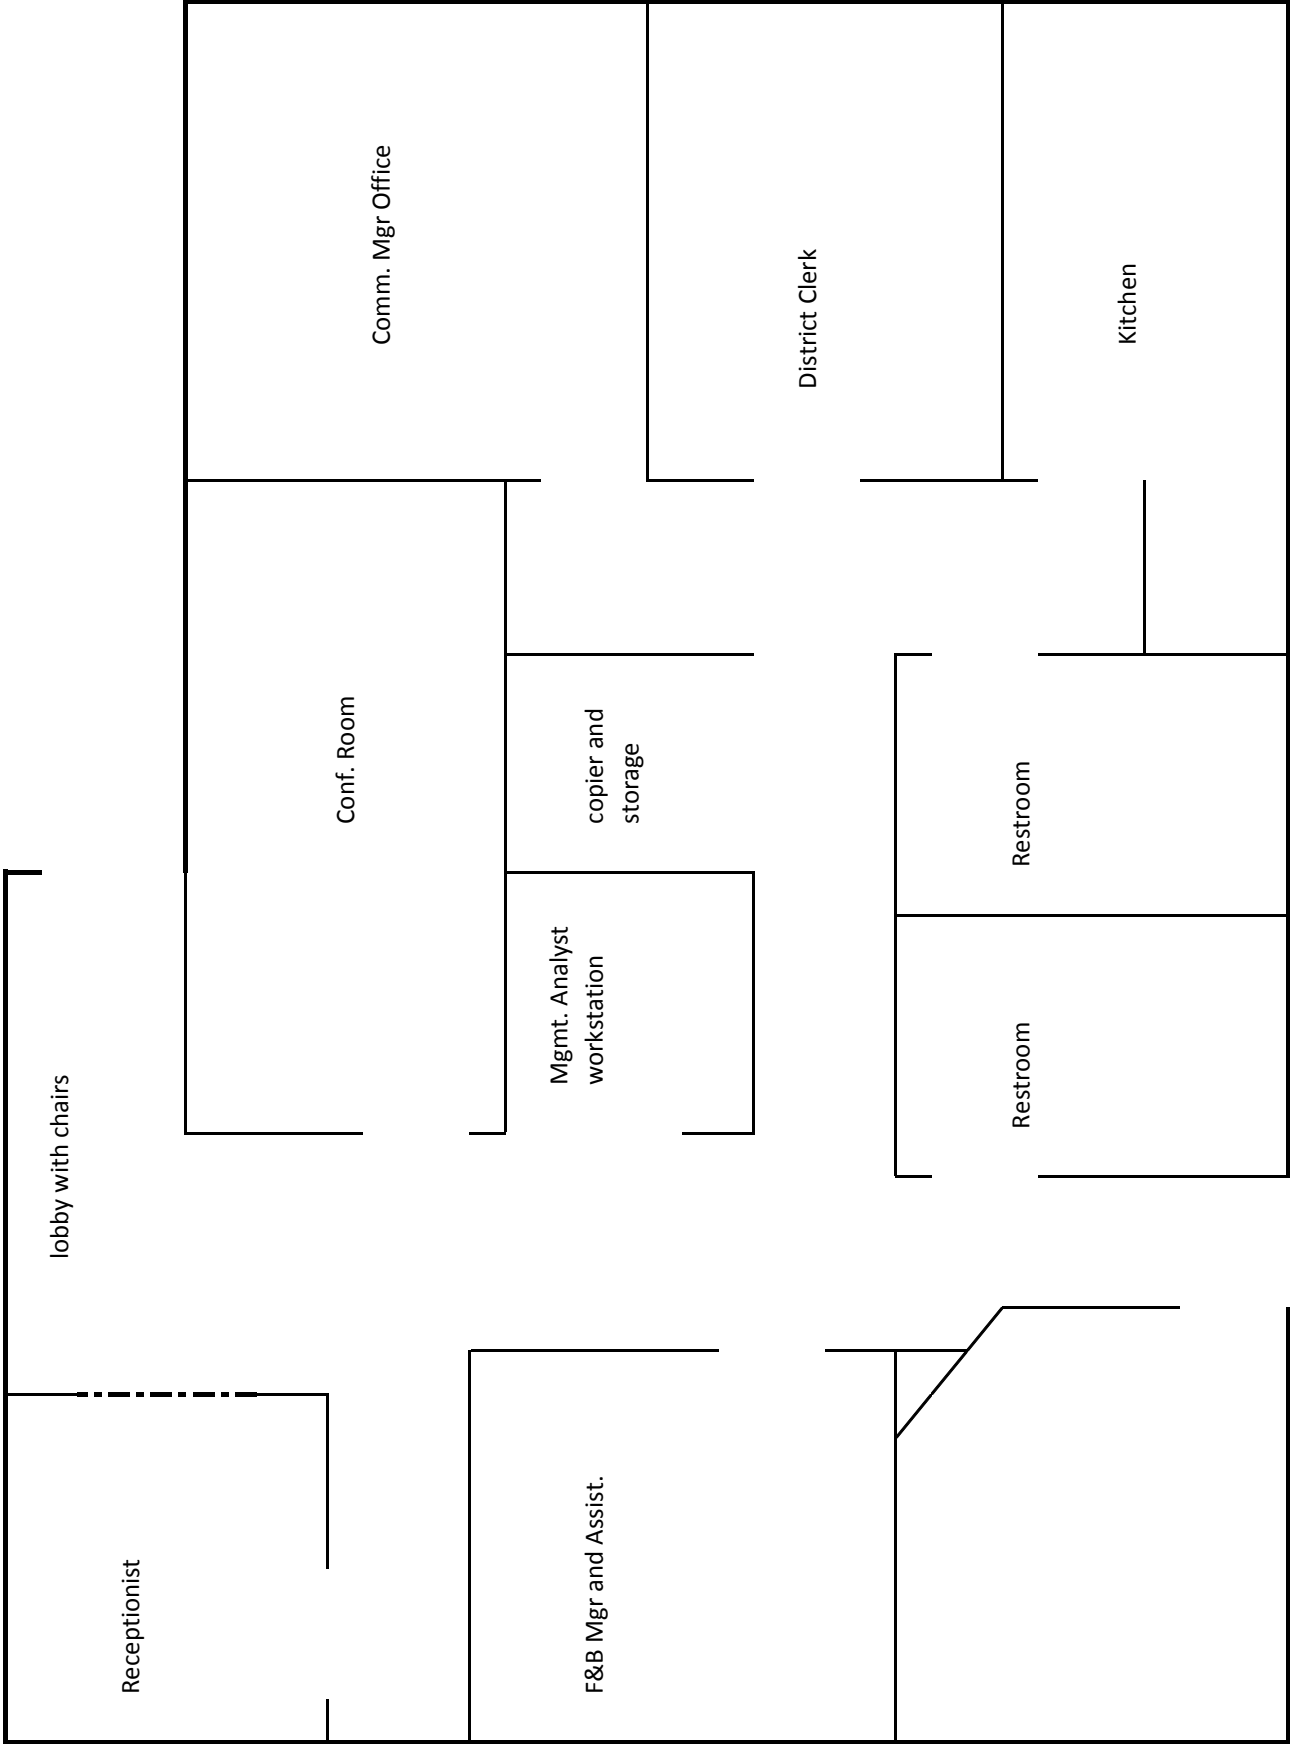 Comm. Mgr Office
District Clerk
Kitchen
Conf. Room
copier and
storage
Restroom
Mgmt. Analyst
workstation
Restroom
lobby with chairs
Receptionist
F&B Mgr and Assist.